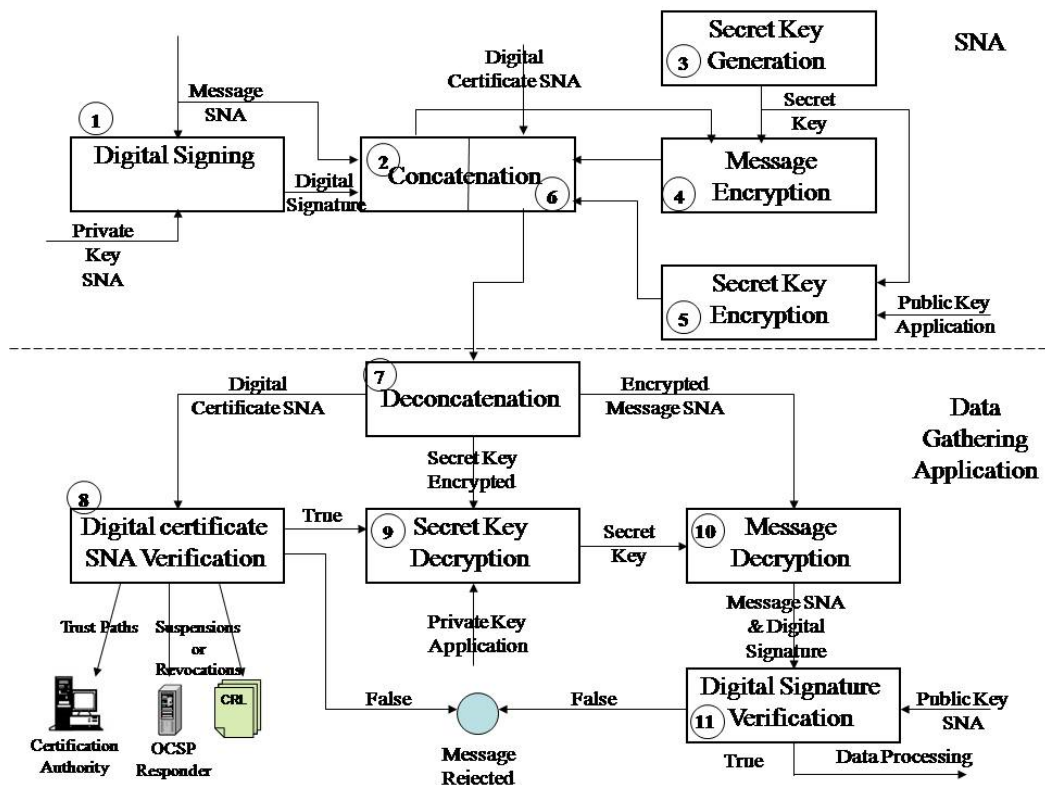 Secret Key
Generation
3
SNA
Digital
Certificate SNA
Message
SNA
Secret
Key
1
Digital Signing
2
Concatenation
6
Message
Encryption
4
Digital
Signature
Private
Key
SNA
Secret Key
Encryption
5
Public Key
Application
7
Deconcatenation
Digital
Certificate SNA
Encrypted
Message SNA
Data
Gathering
Application
Secret Key
Encrypted
8
Digital certificate
SNA Verification
True
9
Secret Key
Decryption
Secret
Key
10
Message
Decryption
Trust Paths
Suspensions
or
Revocations
Private Key
Application
Message SNA
& Digital
Signature
CRL
False
False
Digital Signature
Verification
11
Public Key
SNA
Certification
Authority
OCSP
Responder
Message
Rejected
True
Data Processing